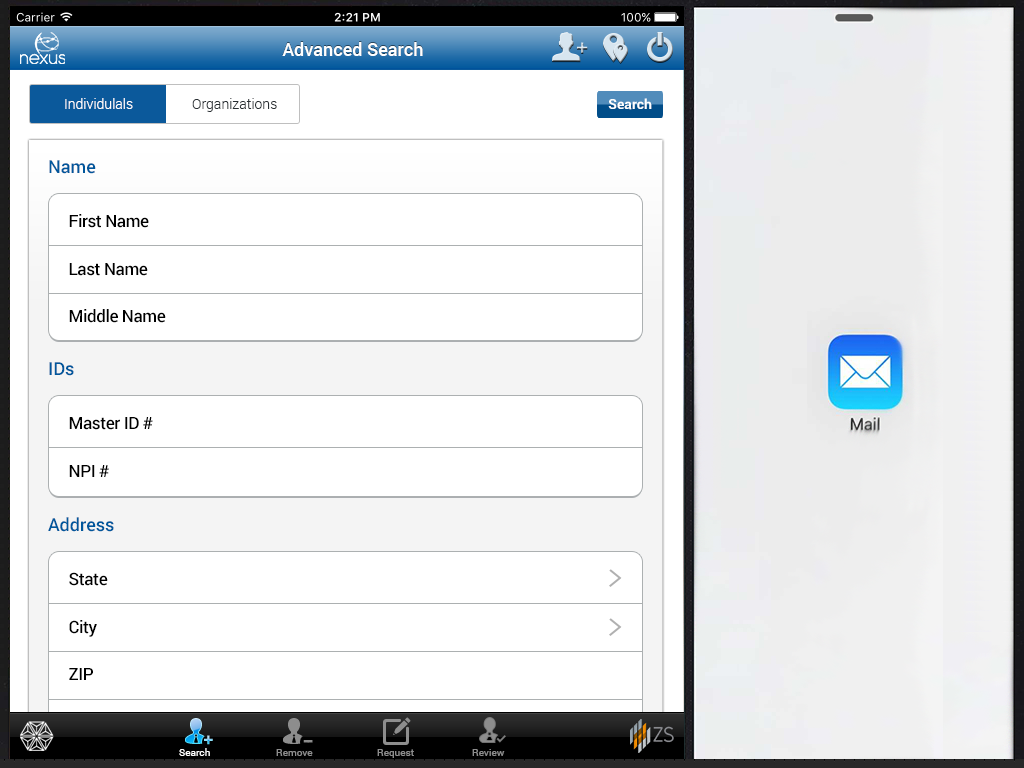 Carrier 2:21 PM 100%
nexus Advanced Search
Individulals Organizations Search
Name
First Name
Last Name
Middle Name
IDs
Master ID #
NPI #
Address
State
City
ZIP
Mail
Search Remove Request Review ZS